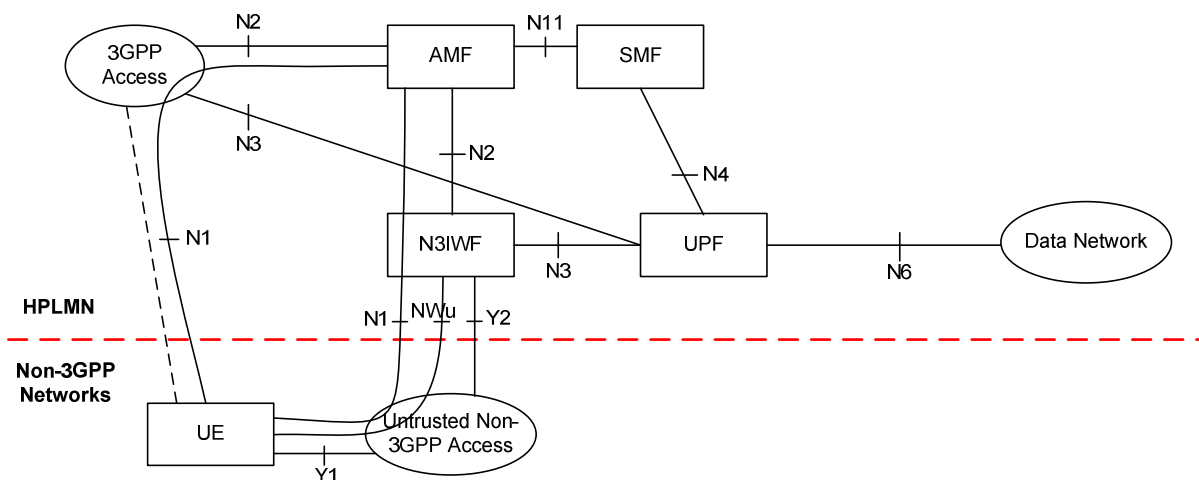 N2
N11
3GPP
Access
AMF
SMF
N3
N2
N4
N1
N3IWF
UPF
Data Network
N3
N6
HPLMN
N1
NWu
Y2
Non-3GPP
Networks
UE
Untrusted Non-
3GPP Access
Y1